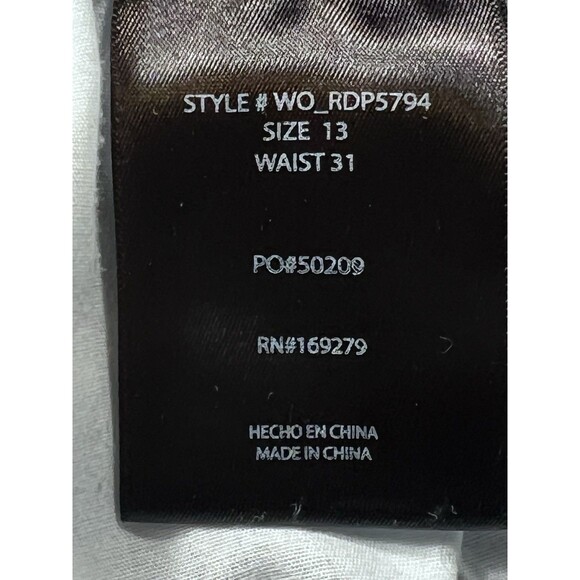 STYLE # WO_RDP5794
SIZE 13
WAIST 31
PO#50209
RN#169279
HECHO EN CHINA
MADE IN CHINA